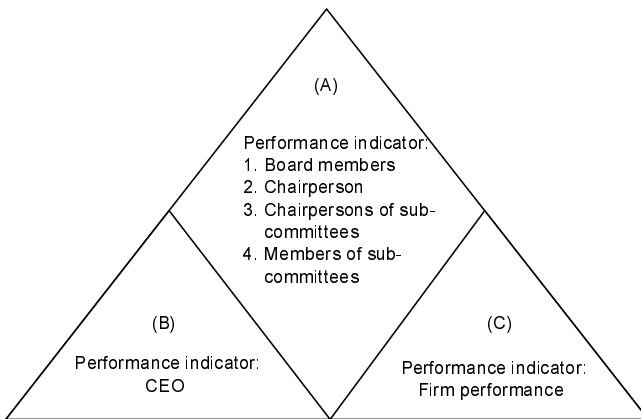 (A)
Performance indicator:
1. Board members
2. Chairperson
3. Chairpersons of sub-
committees
4. Members of sub-
committees
(B)
Performance indicator:
CEO
(C)
Performance indicator:
Firm performance